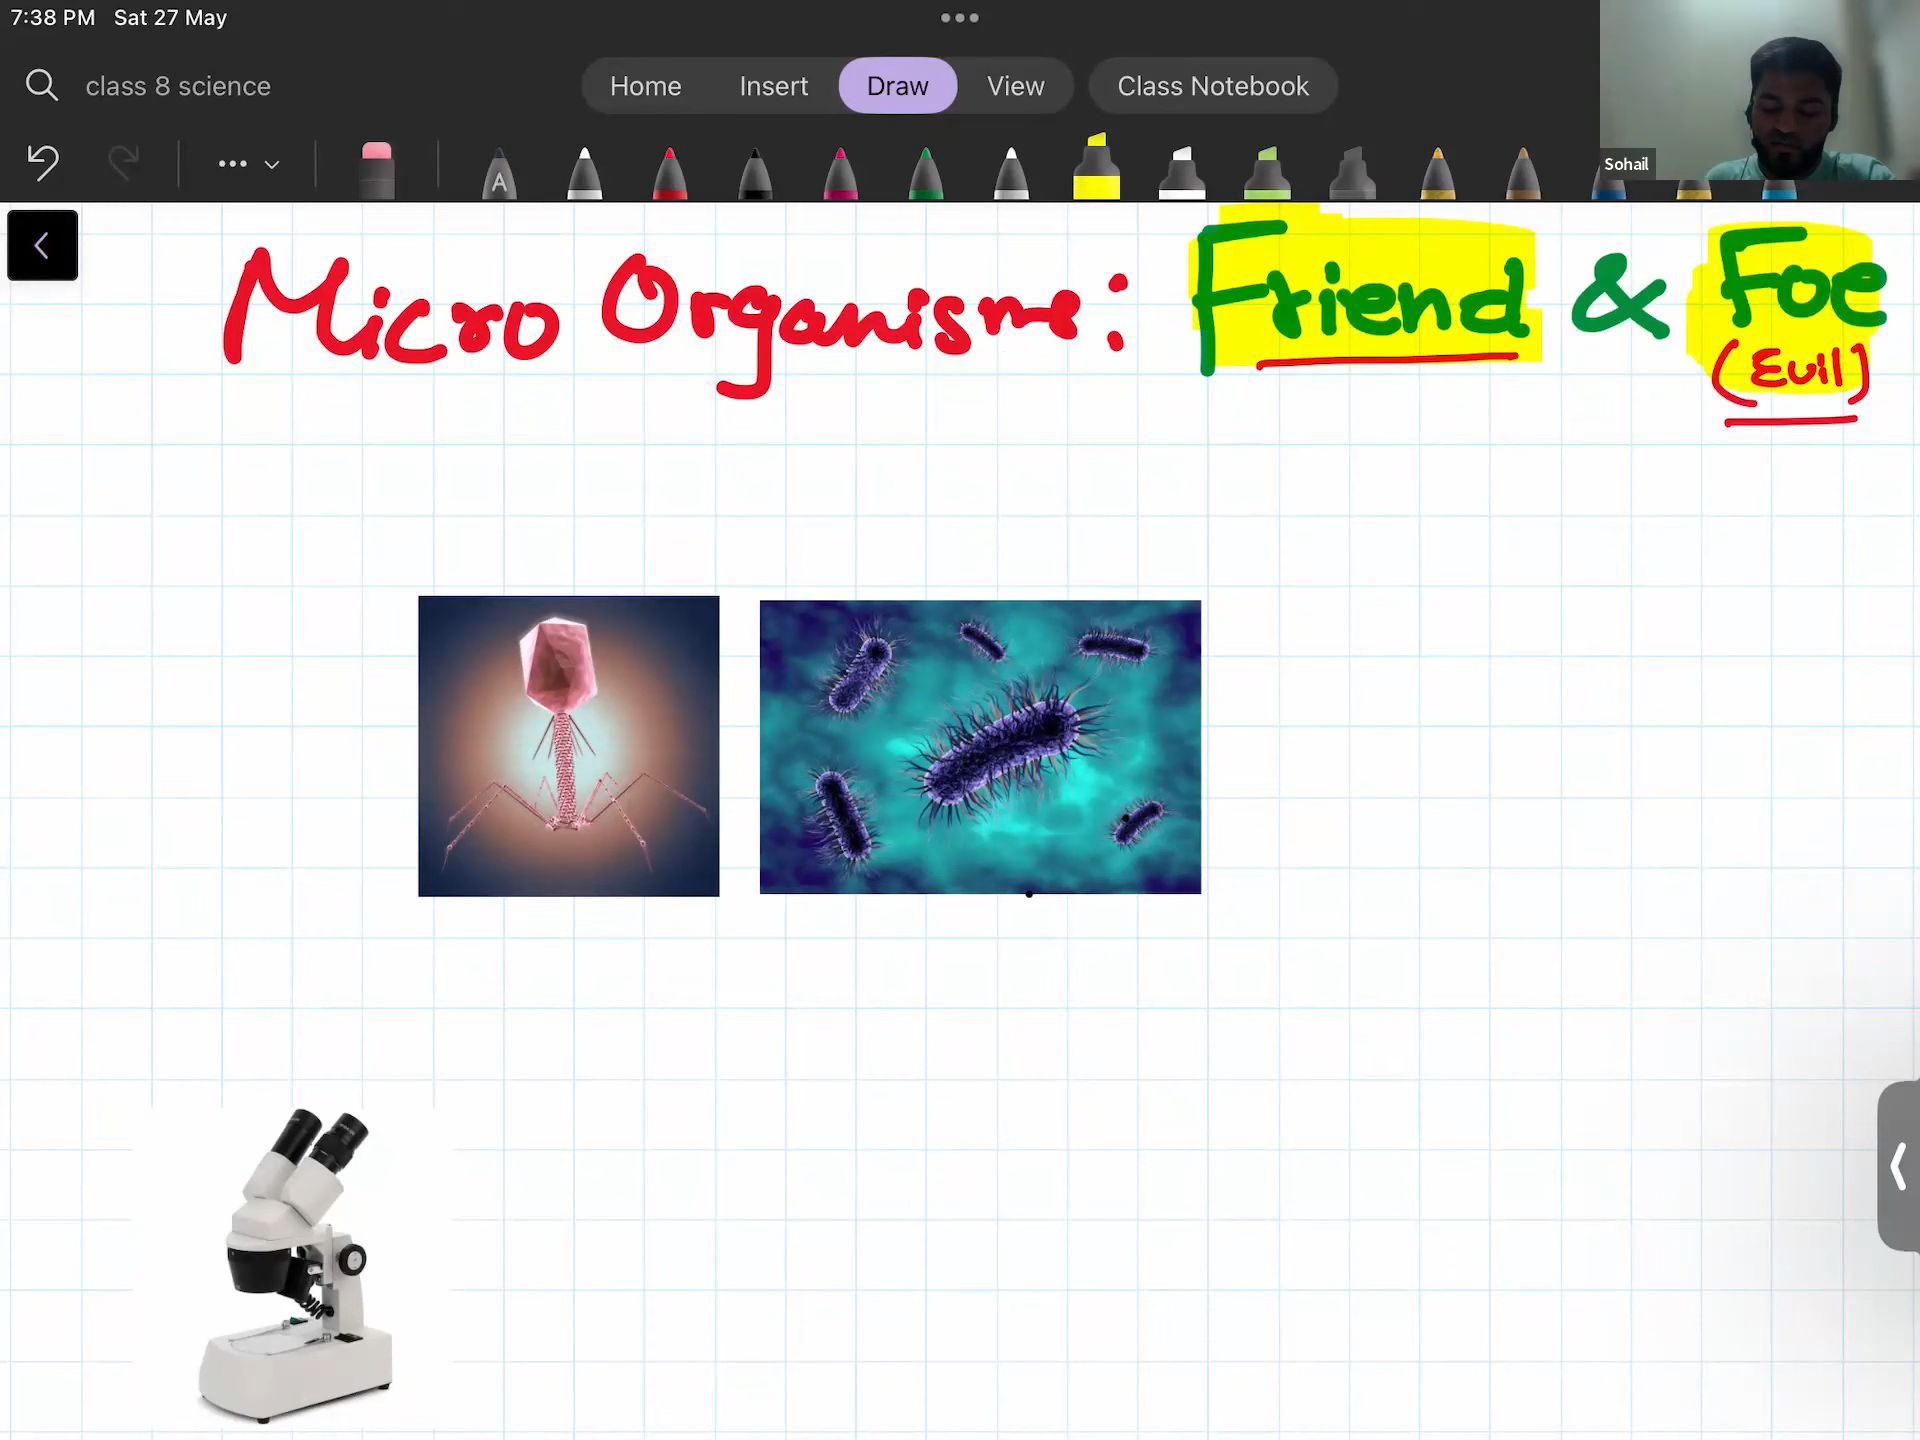 7:38 PM Sat 27 May
class 8 science
Home Insert Draw View Class Notebook
A
Sohail
Micro Organisms: Friend & Foe
(Evil)